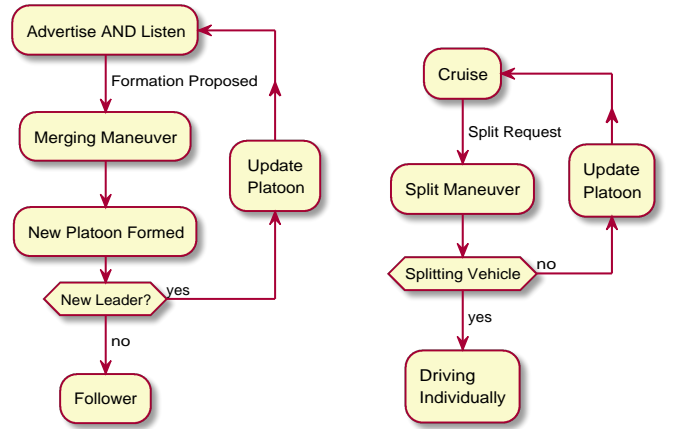 Advertise AND Listen
Formation Proposed
Merging Maneuver
Update
Platoon
New Platoon Formed
New Leader?
yes
no
Follower
Cruise
Split Request
Split Maneuver
Update
Platoon
Splitting Vehicle
no
yes
Driving
Individually